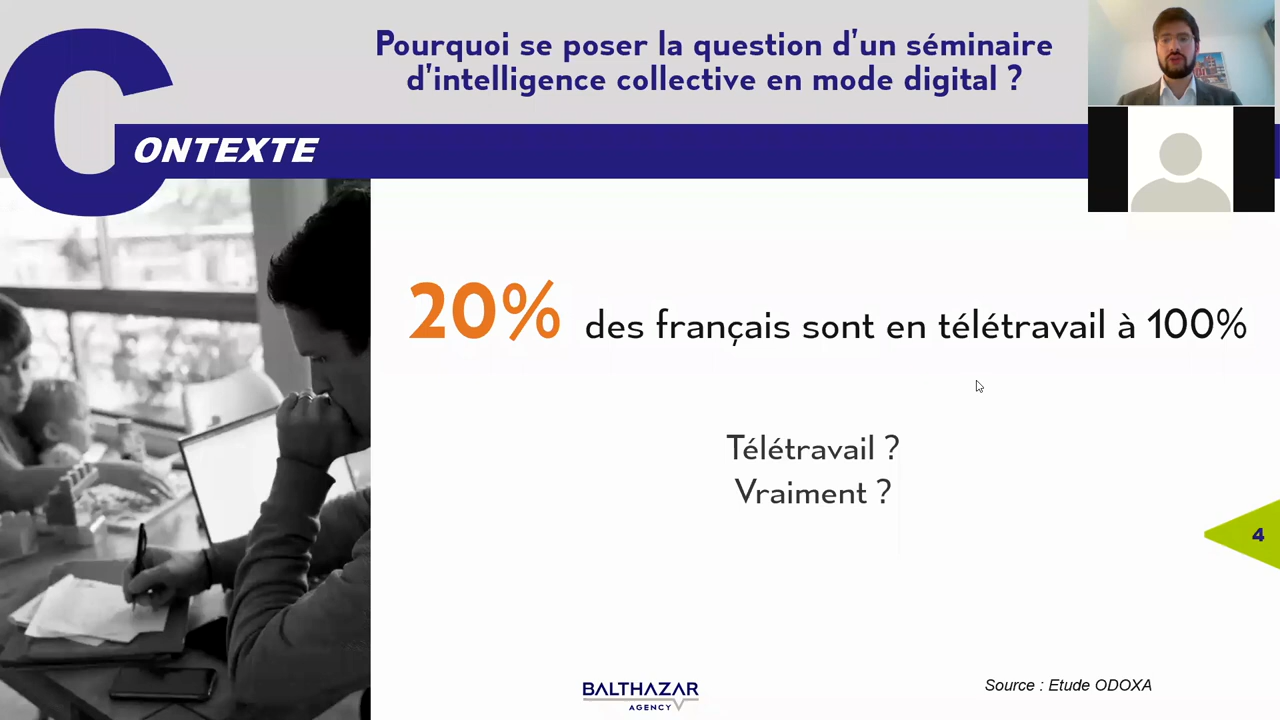 Pourquoi se poser la question d'un séminaire
d'intelligence collective en mode digital ?
CONTEXTE
20% des français sont en télétravail à 100%
Télétravail ?
Vraiment ?
4
BALTHAZAR
AGENCY
Source : Etude ODOXA